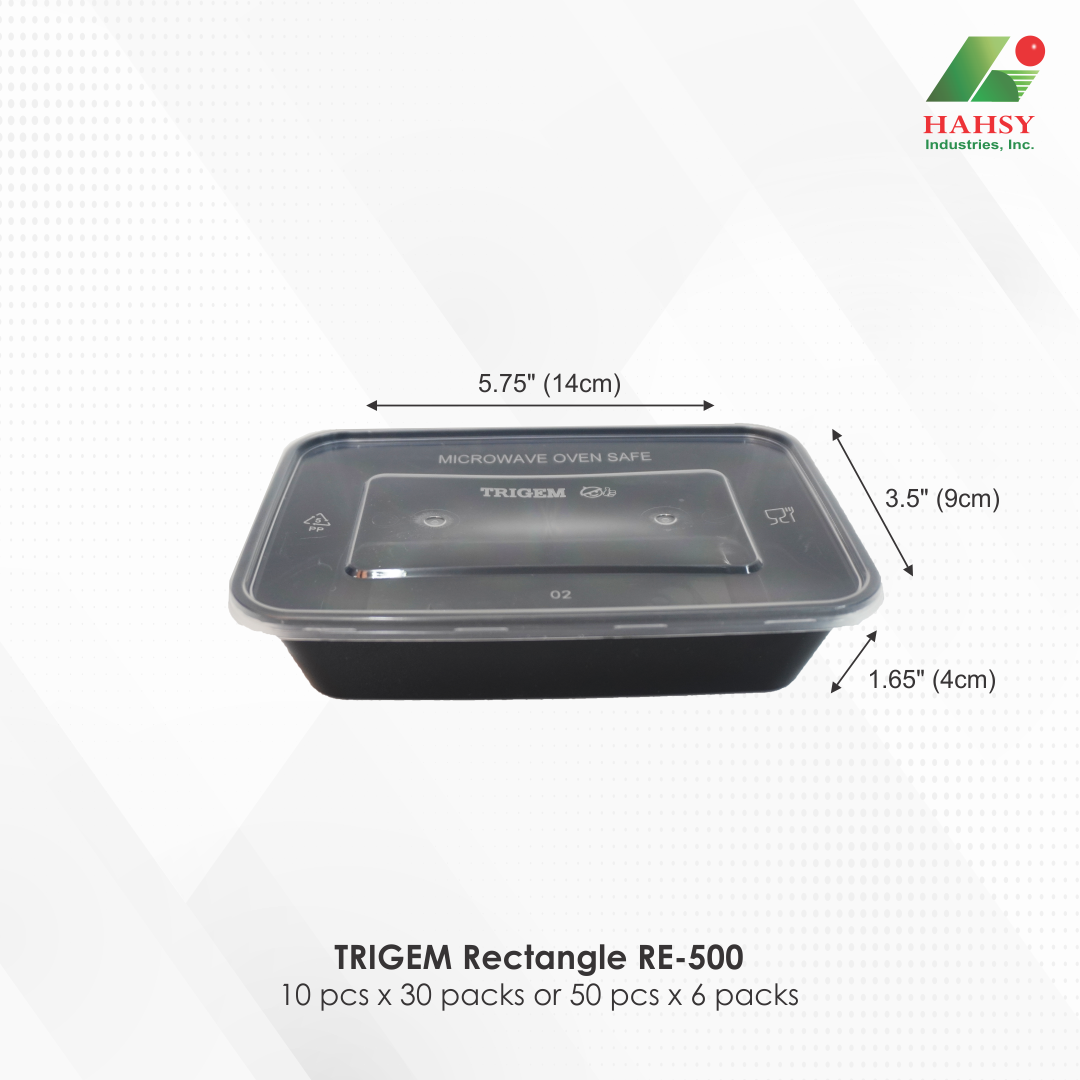 HAHSY
Industries, Inc.
5.75" (14cm)
3.5" (9cm)
MICROWAVE OVEN SAFE
TRIGEM
5
PP
02
1.65" (4cm)
TRIGEM Rectangle RE-500
10 pcs x 30 packs or 50 pcs x 6 packs